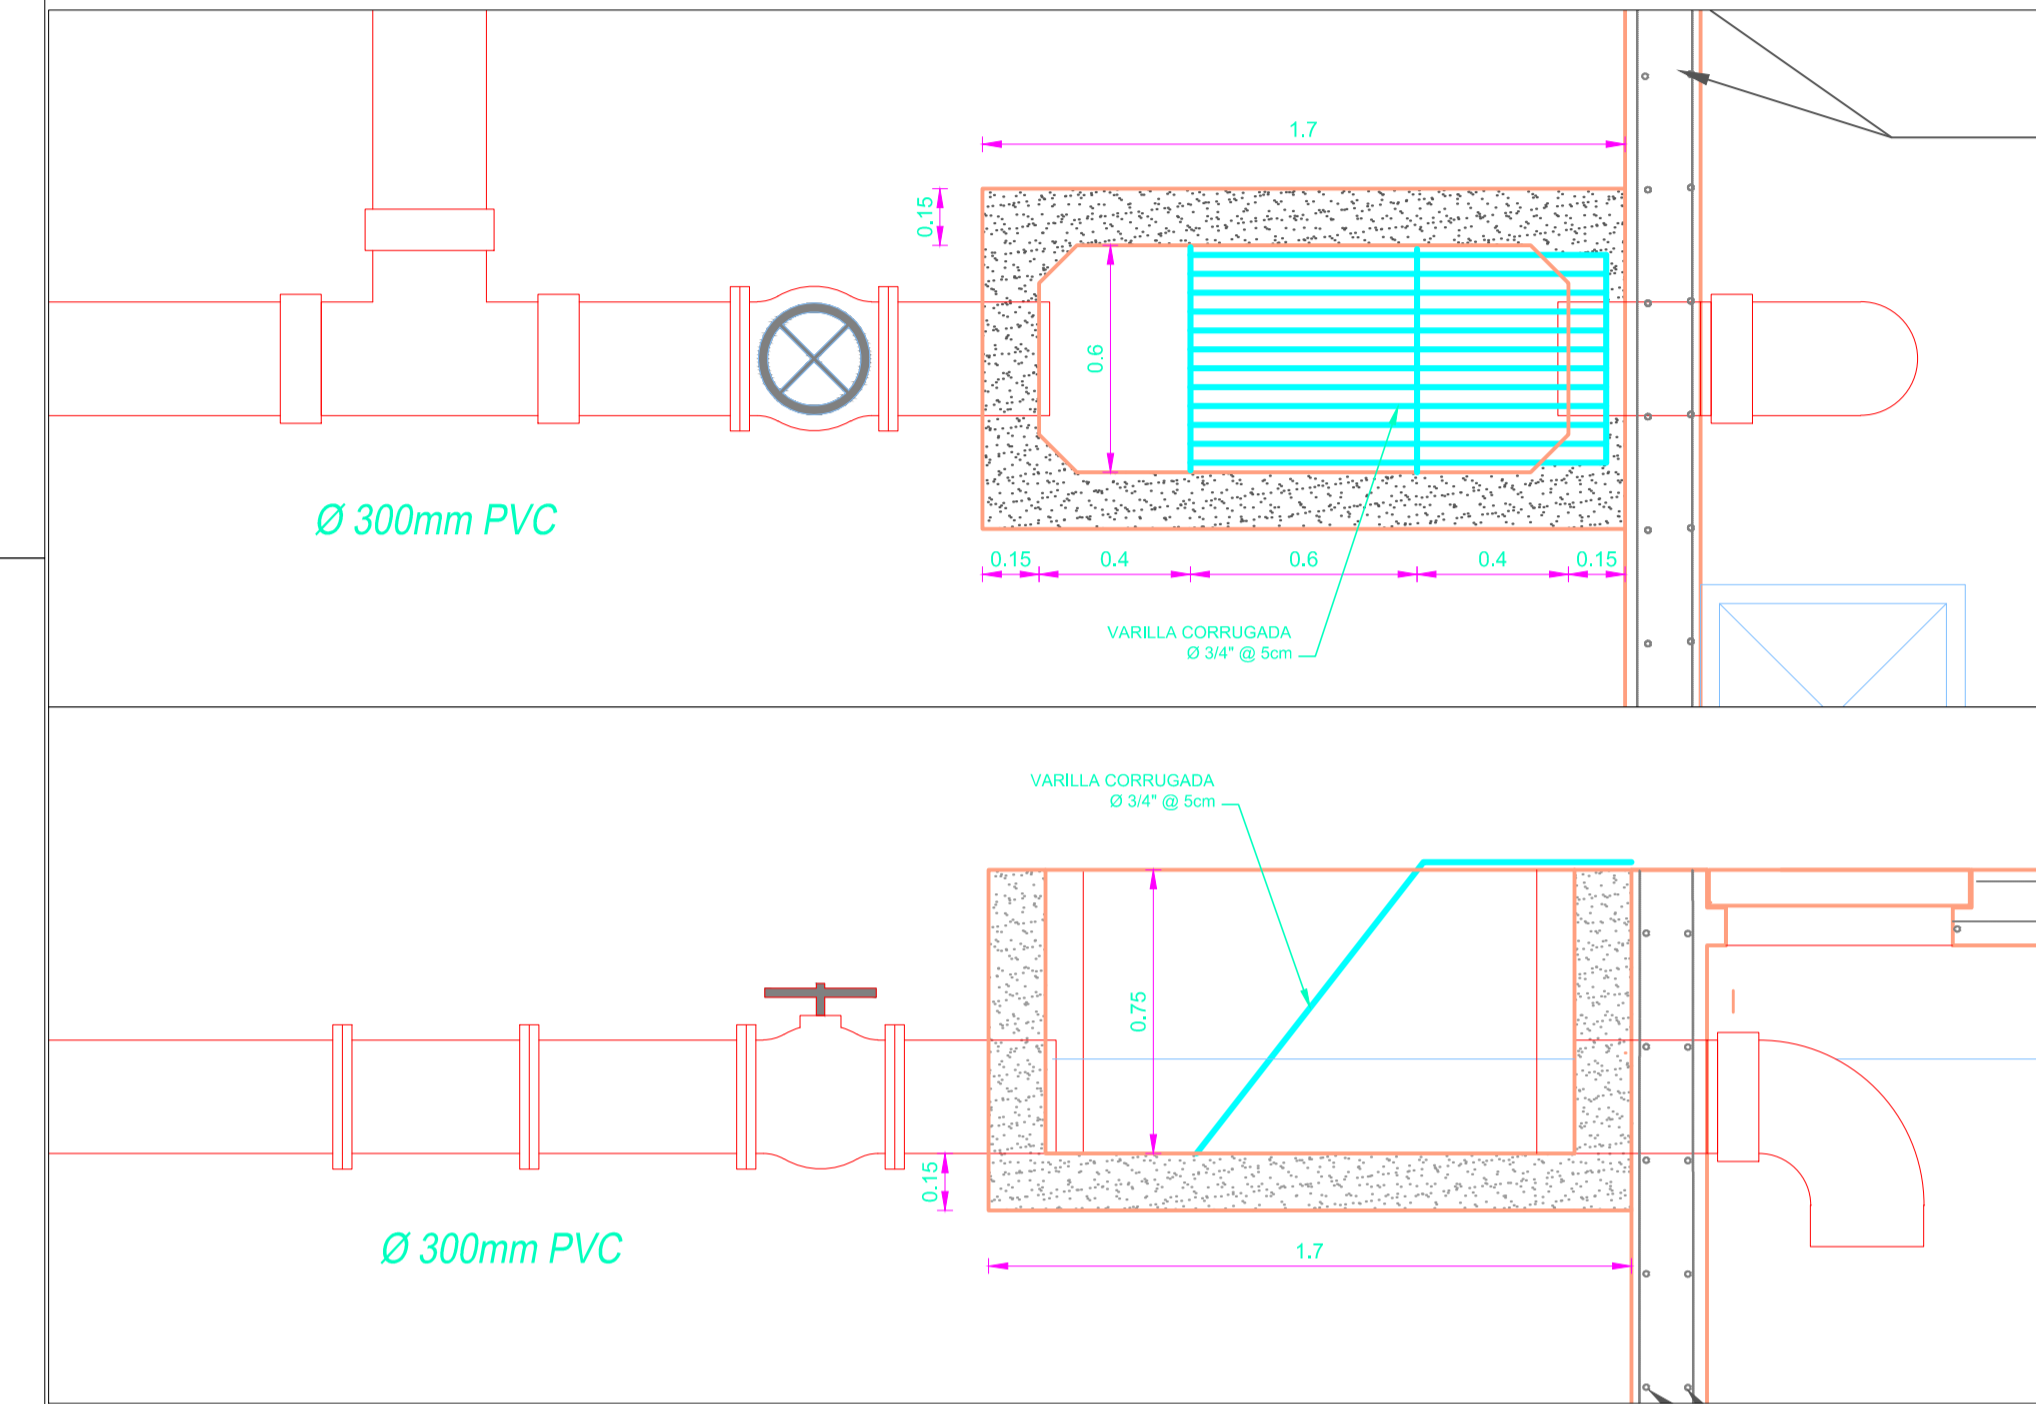 1.7
0.15
0.6
Ø 300mm PVC
0.15 0.4 0.6 0.4 0.15
VARILLA CORRUGADA
Ø 3/4" @ 5cm
VARILLA CORRUGADA
Ø 3/4" @ 5cm
0.75
0.15
Ø 300mm PVC
1.7